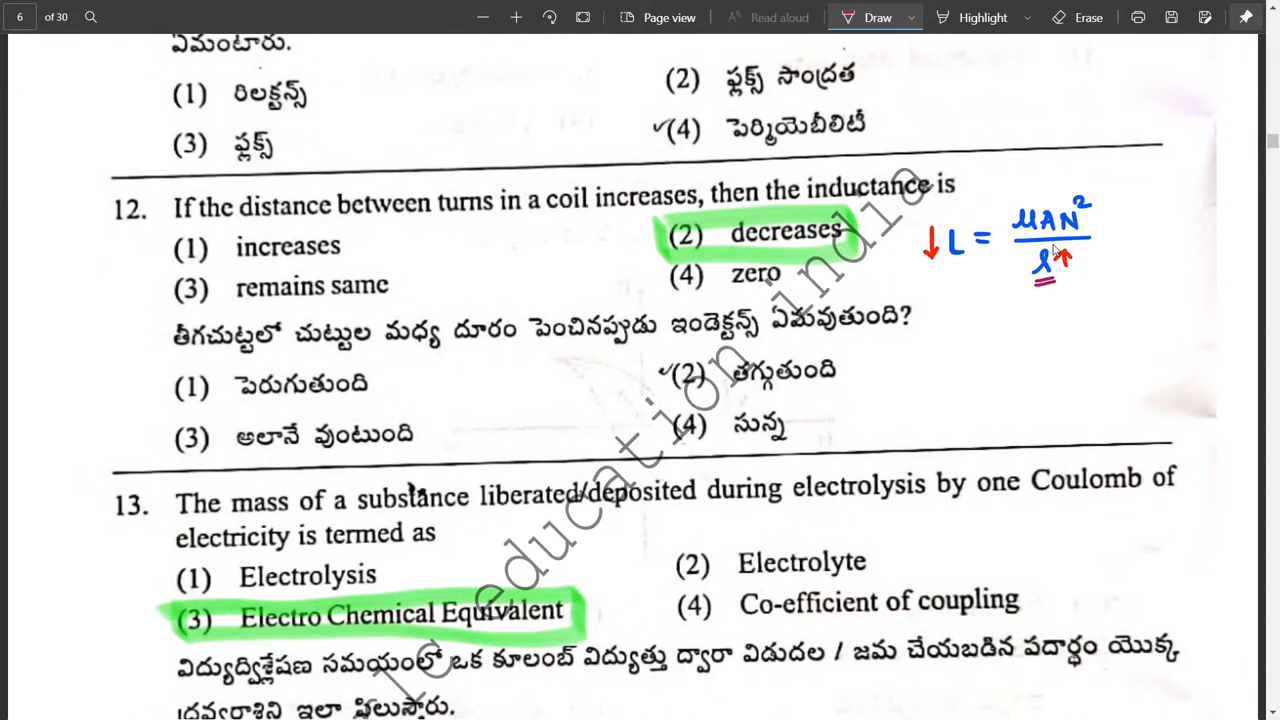 6 of 30
Page view
Read aloud
Draw
Highlight
Erase
ఏమంటారు.
(1) రిలక్టన్స్
(2) ఫ్లక్స్ సాంద్రత
(3) ఫ్లక్స్
(4) పెర్మియెబీలిటీ
12. If the distance between turns in a coil increases, then the inductance is
(1) increases
(2) decreases
(3) remains same
(4) zero
↓ L = μAN²
l ↑
తీగచుట్టలో చుట్టుల మధ్య దూరం పెంచినప్పుడు ఇండెక్టన్స్ ఏమవుతుంది?
(1) పెరుగుతుంది
(2) తగ్గుతుంది
(3) అలానే వుంటుంది
(4) సున్న
13. The mass of a substance liberated/deposited during electrolysis by one Coulomb of
electricity is termed as
(1) Electrolysis
(2) Electrolyte
(3) Electro Chemical Equivalent
(4) Co-efficient of coupling
విద్యుద్విశ్లేషణ సమయంలో ఒక కూలంబ్ విద్యుత్తు ద్వారా విడుదల / జమ చేయబడిన పదార్థం యొక్క
ద్రవ్యరాశిని ఇలా పిలుస్తారు.
lc education india